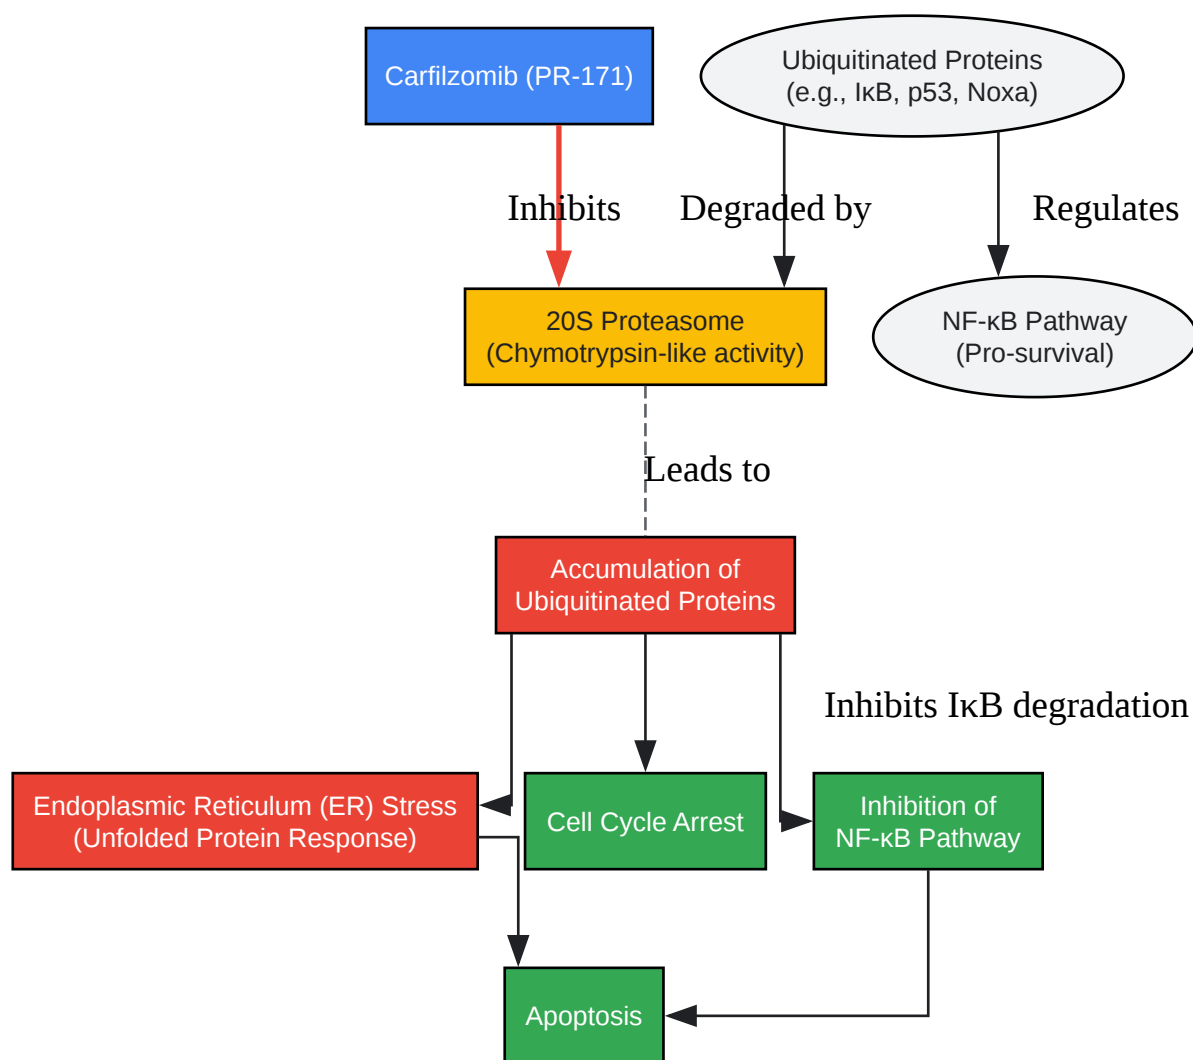 Carfilzomib (PR-171)
Ubiquitinated Proteins
(e.g., IκB, p53, Noxa)
Inhibits
Degraded by
Regulates
20S Proteasome
(Chymotrypsin-like activity)
NF-κB Pathway
(Pro-survival)
Leads to
Accumulation of
Ubiquitinated Proteins
Inhibits IκB degradation
Endoplasmic Reticulum (ER) Stress
(Unfolded Protein Response)
Cell Cycle Arrest
Inhibition of
NF-κB Pathway
Apoptosis